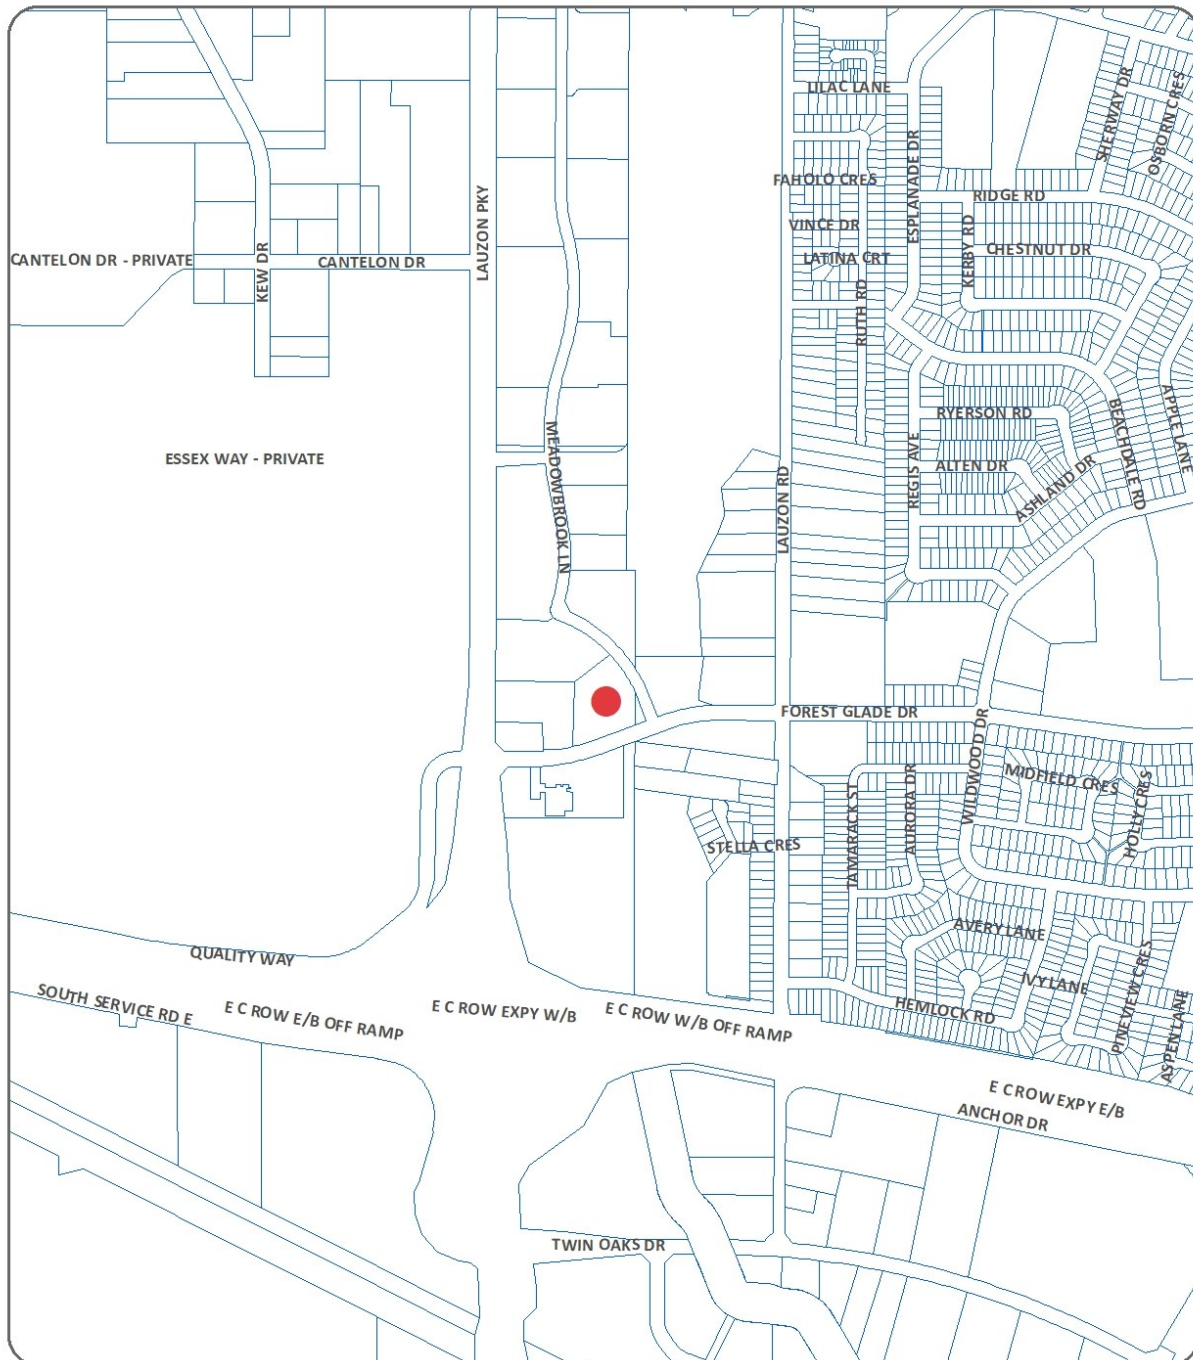 LILAC LANE
SHERWAY DR
OSBORN CRES
FAHOLO CRES
ESPLANADE DR
RIDGE RD
LAUZON PKY
VINCE DR
KERBY RD
CHESTNUT DR
CANTELON DR - PRIVATE
KEW DR
CANTELON DR
LATINA CRT
RUTH RD
RYERSON RD
BEACHDALE RD
APPLE LANE
ESSEX WAY - PRIVATE
MEADOWBROOK LN
LAUZON RD
REGIS AVE
ALTEN DR
ASHLAND DR
FOREST GLADE DR
WILDWOOD DR
MIDFIELD CRES
HOLLY CRES
STELLA CRES
TAMARACK ST
AURORA DR
AVERY LANE
QUALITY WAY
IVY LANE
PINEVIEW CRES
ASPEN LANE
SOUTH SERVICE RD E
E C ROW E/B OFF RAMP
E C ROW EXPY W/B
E C ROW W/B OFF RAMP
HEMLOCK RD
E C ROW EXPY E/B
ANCHOR DR
TWIN OAKS DR